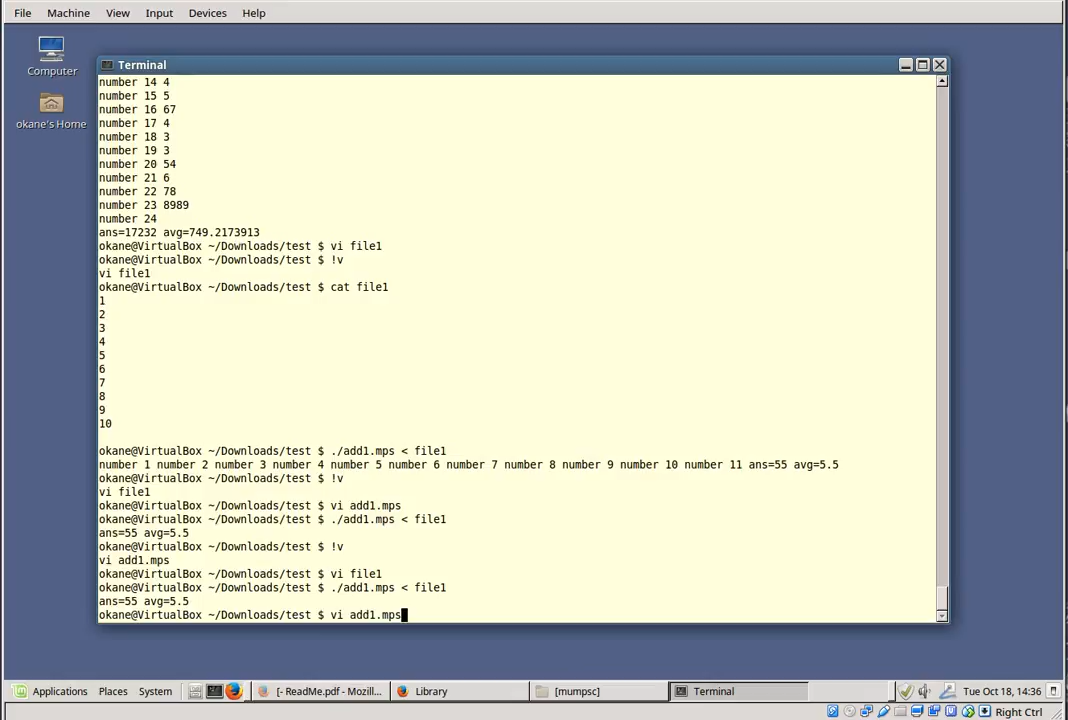 File Machine View Input Devices Help
Computer
okane's Home
Terminal
number 14 4
number 15 5
number 16 67
number 17 4
number 18 3
number 19 3
number 20 54
number 21 6
number 22 78
number 23 8989
number 24
ans=17232 avg=749.2173913
okane@VirtualBox ~/Downloads/test $ vi file1
okane@VirtualBox ~/Downloads/test $ !v
vi file1
okane@VirtualBox ~/Downloads/test $ cat file1
1
2
3
4
5
6
7
8
9
10
okane@VirtualBox ~/Downloads/test $ ./add1.mps < file1
number 1 number 2 number 3 number 4 number 5 number 6 number 7 number 8 number 9 number 10 number 11 ans=55 avg=5.5
okane@VirtualBox ~/Downloads/test $ !v
vi file1
okane@VirtualBox ~/Downloads/test $ vi add1.mps
okane@VirtualBox ~/Downloads/test $ ./add1.mps < file1
ans=55 avg=5.5
okane@VirtualBox ~/Downloads/test $ !v
vi add1.mps
okane@VirtualBox ~/Downloads/test $ vi file1
okane@VirtualBox ~/Downloads/test $ ./add1.mps < file1
ans=55 avg=5.5
okane@VirtualBox ~/Downloads/test $ vi add1.mps
Applications Places System [- ReadMe.pdf - Mozill... Library [mumpsc] Terminal Tue Oct 18, 14:36
Right Ctrl